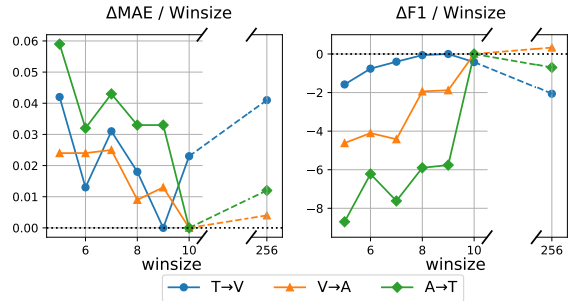 ΔMAE / Winsize
0.06
0.05
0.04
0.03
0.02
0.01
0.00
6
8
10
256
winsize
ΔF1 / Winsize
0
−2
−4
−6
−8
6
8
10
256
winsize
T→V
V→A
A→T